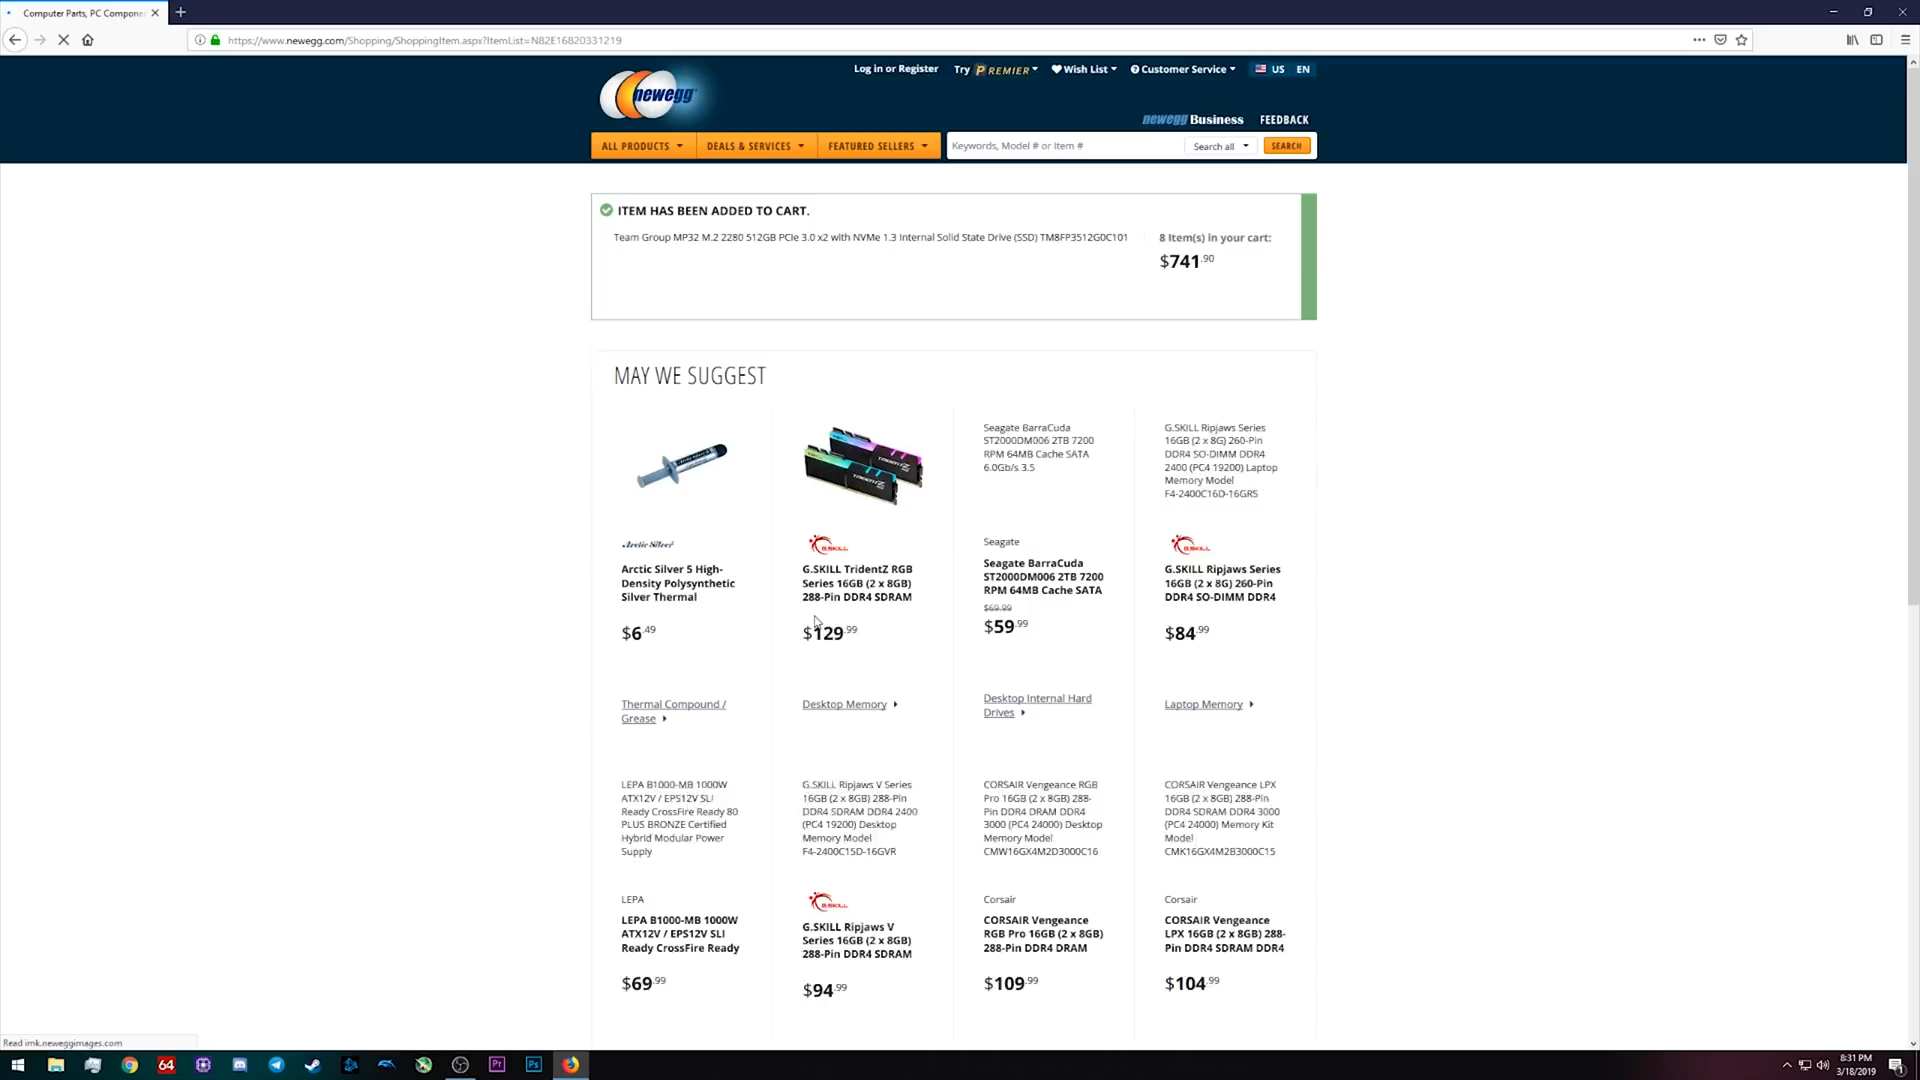 Computer Parts, PC Compone
https://www.newegg.com/Shopping/ShoppingItem.aspx?ItemList=N82E16820331219
Log in or Register
Try PREMIER
Wish List
Customer Service
US
EN
newegg
newegg Business
FEEDBACK
ALL PRODUCTS
DEALS & SERVICES
FEATURED SELLERS
Keywords, Model # or Item #
Search all
SEARCH
ITEM HAS BEEN ADDED TO CART.
Team Group MP32 M.2 2280 512GB PCIe 3.0 x2 with NVMe 1.3 Internal Solid State Drive (SSD) TM8FP3512G0C101
8 Item(s) in your cart:
$741.90
MAY WE SUGGEST
Arctic Silver
Arctic Silver 5 High-
Density Polysynthetic
Silver Thermal
$6.49
Thermal Compound /
Grease
TRIDENT Z
TRIDENT Z
G.SKILL
G.SKILL TridentZ RGB
Series 16GB (2 x 8GB)
288-Pin DDR4 SDRAM
$129.99
Desktop Memory
Seagate BarraCuda
ST2000DM006 2TB 7200
RPM 64MB Cache SATA
6.0Gb/s 3.5
Seagate
Seagate BarraCuda
ST2000DM006 2TB 7200
RPM 64MB Cache SATA
$69.99
$59.99
Desktop Internal Hard
Drives
G.SKILL Ripjaws Series
16GB (2 x 8G) 260-Pin
DDR4 SO-DIMM DDR4
2400 (PC4 19200) Laptop
Memory Model
F4-2400C16D-16GRS
G.SKILL
G.SKILL Ripjaws Series
16GB (2 x 8G) 260-Pin
DDR4 SO-DIMM DDR4
$84.99
Laptop Memory
LEPA B1000-MB 1000W
ATX12V / EPS12V SLI
Ready CrossFire Ready 80
PLUS BRONZE Certified
Hybrid Modular Power
Supply
LEPA
LEPA B1000-MB 1000W
ATX12V / EPS12V SLI
Ready CrossFire Ready
$69.99
G.SKILL Ripjaws V Series
16GB (2 x 8GB) 288-Pin
DDR4 SDRAM DDR4 2400
(PC4 19200) Desktop
Memory Model
F4-2400C15D-16GVR
G.SKILL
G.SKILL Ripjaws V
Series 16GB (2 x 8GB)
288-Pin DDR4 SDRAM
$94.99
CORSAIR Vengeance RGB
Pro 16GB (2 x 8GB) 288-
Pin DDR4 DRAM DDR4
3000 (PC4 24000) Desktop
Memory Model
CMW16GX4M2D3000C16
Corsair
CORSAIR Vengeance
RGB Pro 16GB (2 x 8GB)
288-Pin DDR4 DRAM
$109.99
CORSAIR Vengeance LPX
16GB (2 x 8GB) 288-Pin
DDR4 SDRAM DDR4 3000
(PC4 24000) Memory Kit
Model
CMK16GX4M2B3000C15
Corsair
CORSAIR Vengeance
LPX 16GB (2 x 8GB) 288-
Pin DDR4 SDRAM DDR4
$104.99
Read imk.neweggimages.com
64
Pr
Ps
8:31 PM
3/18/2019